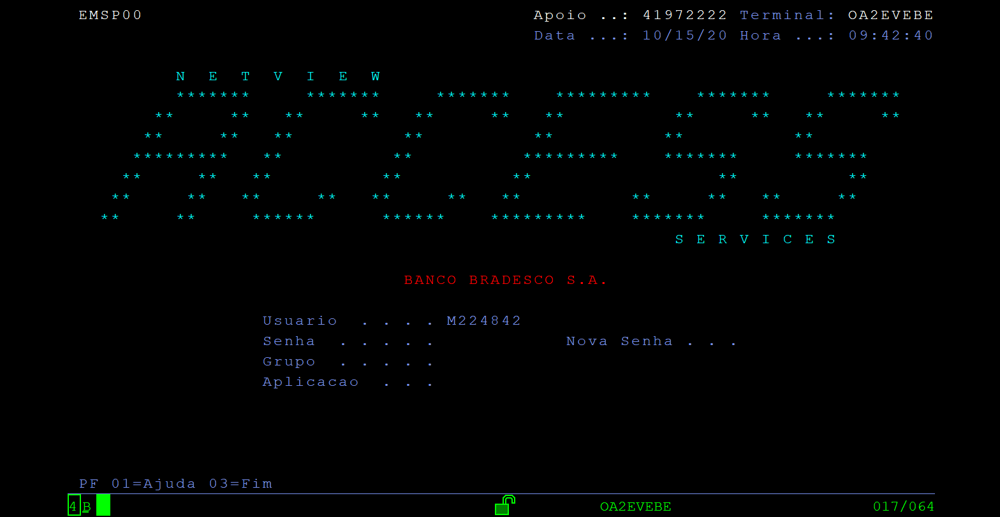 EMSP00 Apoio ..: 41972222 Terminal: OA2EVEBE
Data ...: 10/15/20 Hora ...: 09:42:40
N E T V I E W
******* ******* ******* ********* ******* *******
** ** ** ** ** ** ** ** ** ** **
** ** ** ** ** ** **
********* ** ** ********* ******* *******
** ** ** ** ** ** **
** ** ** ** ** ** ** ** ** ** **
** ** ****** ****** ********* ******* *******
S E R V I C E S
BANCO BRADESCO S.A.
Usuario . . . . M224842
Senha . . . . . Nova Senha . . .
Grupo . . . . .
Aplicacao . . .
PF 01=Ajuda 03=Fim
4 B OA2EVEBE 017/064